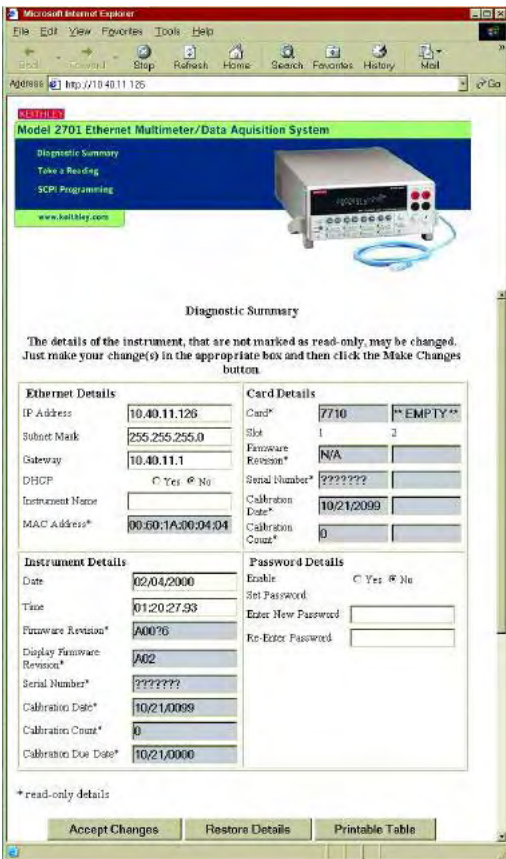 Microsoft Internet Explorer
File Edit View Favorites Tools Help
Back Forward Stop Refresh Home Search Favorites History Mail
Address http://10.40.11.126 Go
KEITHLEY
Model 2701 Ethernet Multimeter/Data Aquisition System
Diagnostic Summary
Take a Reading
SCPI Programming
www.keithley.com
Diagnostic Summary
The details of the instrument, that are not marked as read-only, may be changed.
Just make your change(s) in the appropriate box and then click the Make Changes
button.
Ethernet Details
IP Address 10.40.11.126
Subnet Mask 255.255.255.0
Gateway 10.40.11.1
DHCP Yes No
Instrument Name
MAC Address* 00:60:1A:00:04:04
Card Details
Card* 7710 ** EMPTY **
Slot 1 2
Firmware Revision* N/A
Serial Number* ???????
Calibration Date* 10/21/2099
Calibration Count* 0
Instrument Details
Date 02/04/2000
Time 01:20:27.93
Firmware Revision* A00?6
Display Firmware Revision* A02
Serial Number* ???????
Calibration Date* 10/21/0099
Calibration Count* 0
Calibration Due Date* 10/21/0000
Password Details
Enable Yes No
Set Password
Enter New Password
Re-Enter Password
* read-only details
Accept Changes Restore Details Printable Table